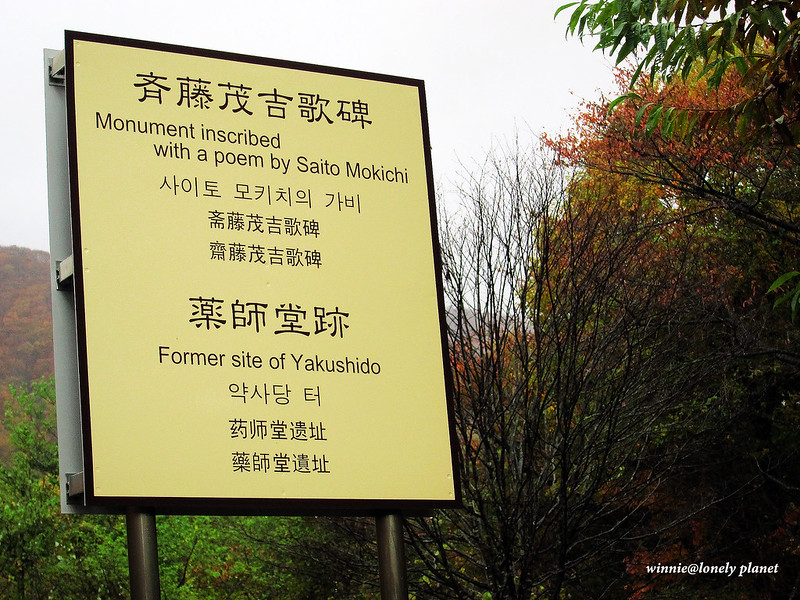 斉藤茂吉歌碑
Monument inscribed
with a poem by Saito Mokichi
사이토 모키치의 가비
斋藤茂吉歌碑
齋藤茂吉歌碑
薬師堂跡
Former site of Yakushido
약사당 터
药师堂遗址
藥師堂遺址
winnie@lonely planet